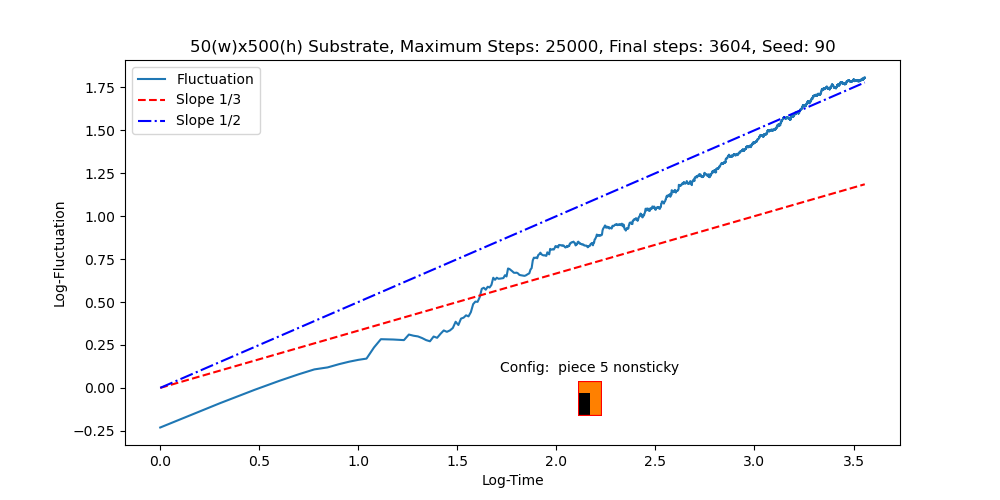 50(w)x500(h) Substrate, Maximum Steps: 25000, Final steps: 3604, Seed: 90
Fluctuation
Slope 1/3
Slope 1/2
1.75
1.50
1.25
1.00
0.75
0.50
0.25
0.00
−0.25
Log-Fluctuation
Config:  piece 5 nonsticky
0.0 0.5 1.0 1.5 2.0 2.5 3.0 3.5
Log-Time